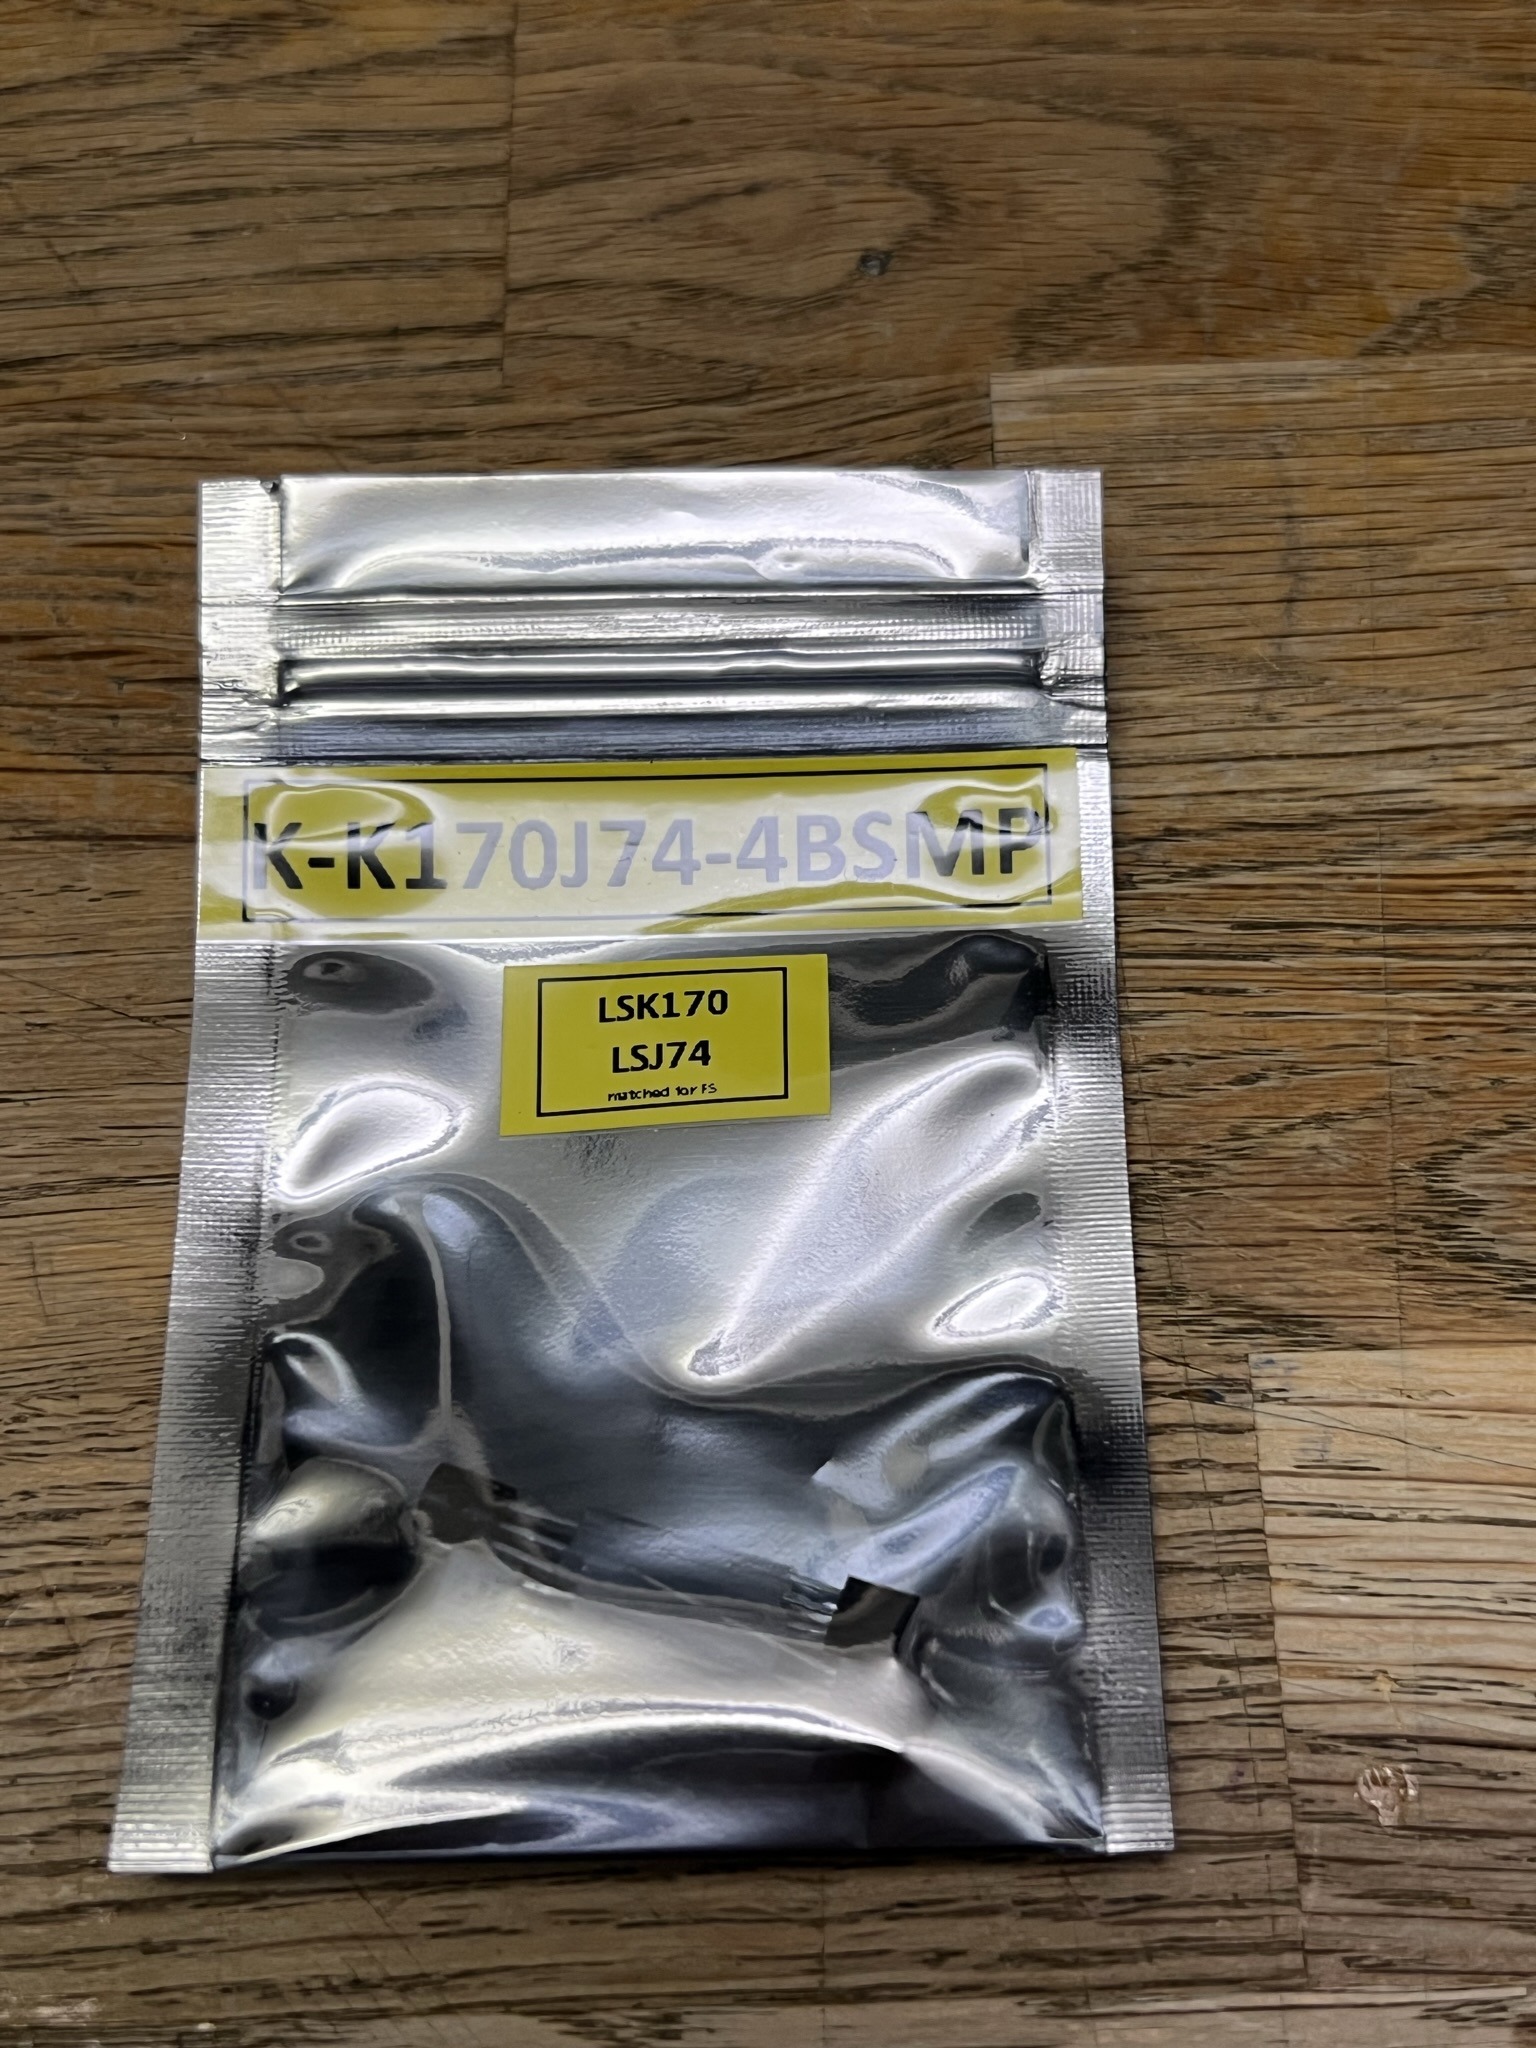 K-K170J74-4BSMP
LSK170
LSJ74
matched for FS